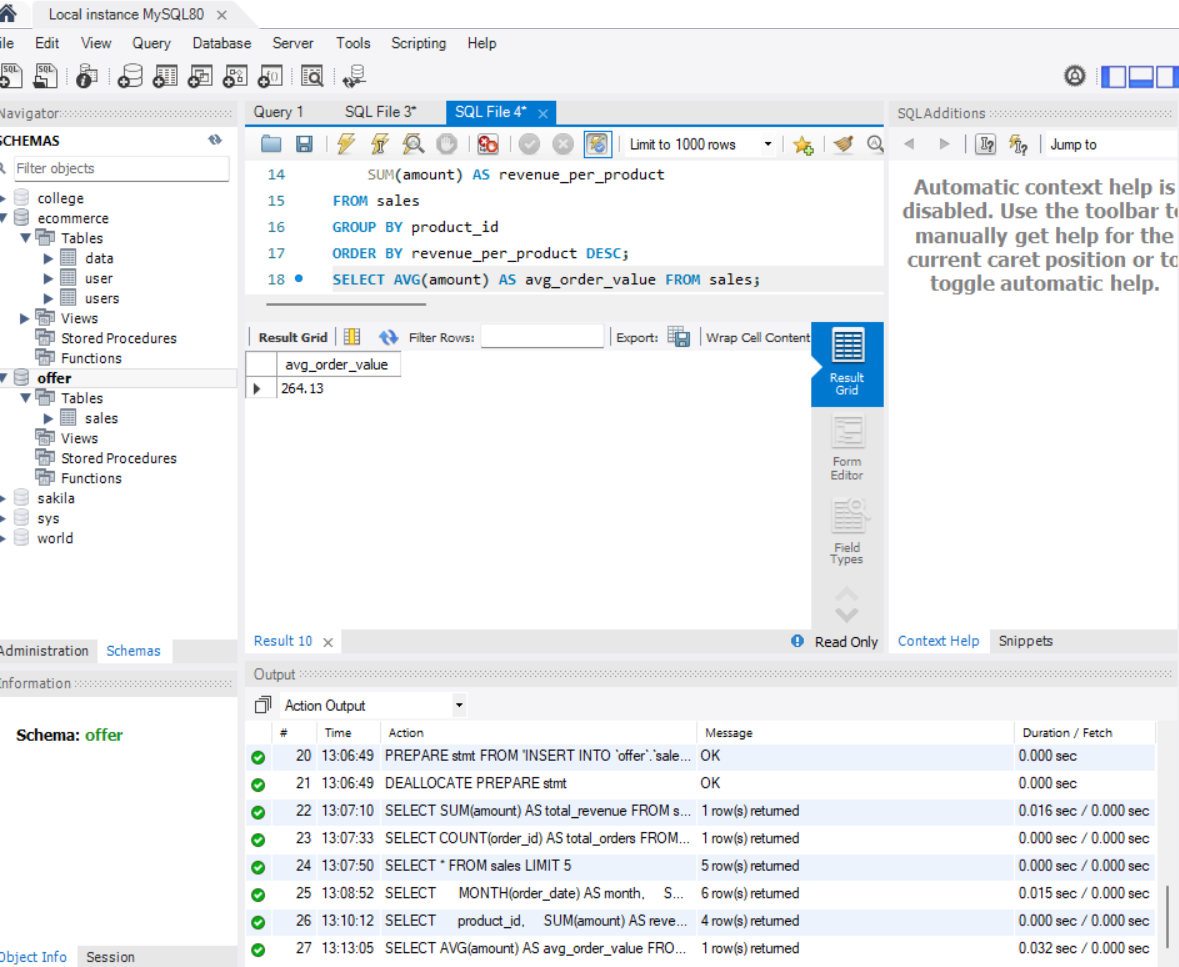 Local instance MySQL80
File Edit View Query Database Server Tools Scripting Help
SQL SQL
Navigator
SCHEMAS
Filter objects
college
ecommerce
Tables
data
user
users
Views
Stored Procedures
Functions
offer
Tables
sales
Views
Stored Procedures
Functions
sakila
sys
world
Administration Schemas
Information
Schema: offer
Object Info Session
Query 1 SQL File 3* SQL File 4*
Limit to 1000 rows
14 SUM(amount) AS revenue_per_product
15 FROM sales
16 GROUP BY product_id
17 ORDER BY revenue_per_product DESC;
18 SELECT AVG(amount) AS avg_order_value FROM sales;
Result Grid Filter Rows: Export: Wrap Cell Content
avg_order_value
264.13
Result
Grid
Form
Editor
Field
Types
Result 10 Read Only
SQLAdditions
Jump to
Automatic context help is
disabled. Use the toolbar to
manually get help for the
current caret position or to
toggle automatic help.
Context Help Snippets
Output
Action Output
# Time Action Message Duration / Fetch
20 13:06:49 PREPARE stmt FROM 'INSERT INTO `offer`.`sale... OK 0.000 sec
21 13:06:49 DEALLOCATE PREPARE stmt OK 0.000 sec
22 13:07:10 SELECT SUM(amount) AS total_revenue FROM s... 1 row(s) returned 0.016 sec / 0.000 sec
23 13:07:33 SELECT COUNT(order_id) AS total_orders FROM... 1 row(s) returned 0.000 sec / 0.000 sec
24 13:07:50 SELECT * FROM sales LIMIT 5 5 row(s) returned 0.000 sec / 0.000 sec
25 13:08:52 SELECT MONTH(order_date) AS month, S... 6 row(s) returned 0.015 sec / 0.000 sec
26 13:10:12 SELECT product_id, SUM(amount) AS reve... 4 row(s) returned 0.000 sec / 0.000 sec
27 13:13:05 SELECT AVG(amount) AS avg_order_value FRO... 1 row(s) returned 0.032 sec / 0.000 sec